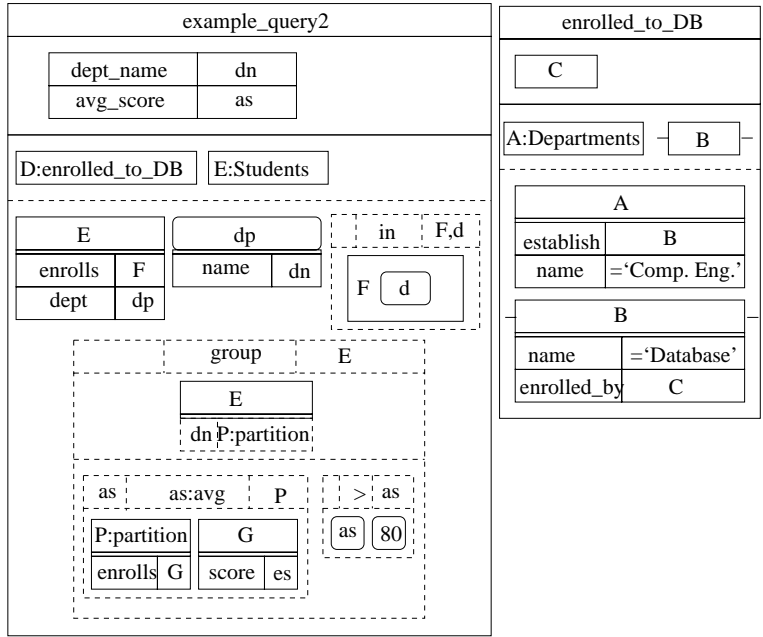 example_query2
dept_name dn
avg_score as
D:enrolled_to_DB E:Students
E
enrolls F
dept dp
dp
name dn
in F,d
F d
group E
E
dn P:partition
as as:avg P
P:partition
enrolls G
G
score es
> as
as 80
enrolled_to_DB
C
A:Departments B
A
establish B
name =‘Comp. Eng.’
B
name =‘Database’
enrolled_by C